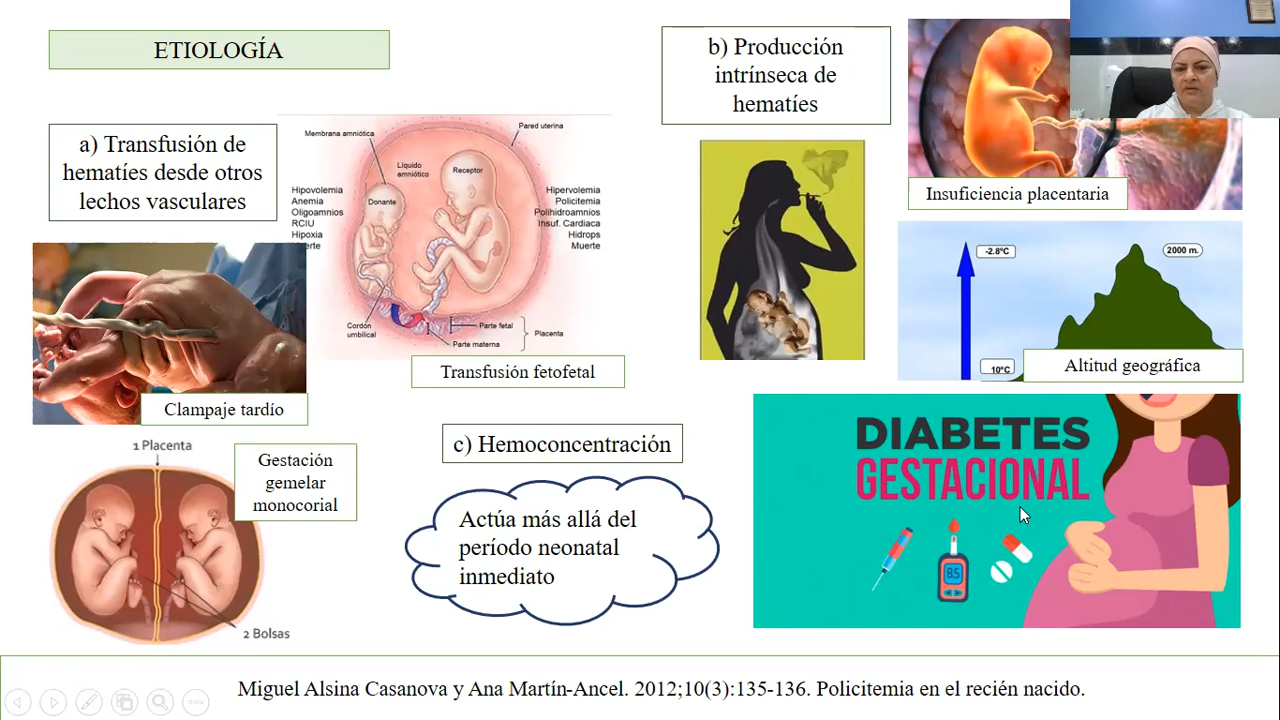 ETIOLOGÍA
a) Transfusión de
hematíes desde otros
lechos vasculares
Membrana amniótica
Pared uterina
Líquido
amniótico
Receptor
Donante
Hipovolemia
Anemia
Oligoamnios
RCIU
Hipoxia
Hipervolemia
Policitemia
Polihidroamnios
Insuf. Cardiaca
Hidrops
Muerte
Cordón
umbilical
Parte fetal
Placenta
Parte materna
Transfusión fetofetal
Clampaje tardío
1 Placenta
Gestación
gemelar
monocorial
2 Bolsas
b) Producción
intrínseca de
hematíes
Insuficiencia placentaria
-2.8ºC
2000 m.
10ºC
Altitud geográfica
c) Hemoconcentración
Actúa más allá del
período neonatal
inmediato
DIABETES
GESTACIONAL
8.5
Miguel Alsina Casanova y Ana Martín-Ancel. 2012;10(3):135-136. Policitemia en el recién nacido.